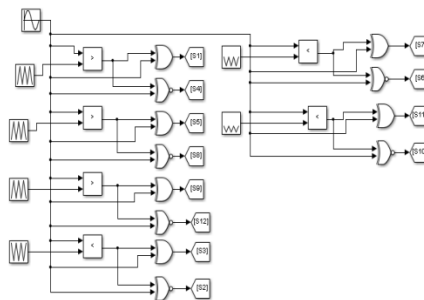 >
[S1]
[S4]
>
[S5]
[S8]
>
[S9]
[S12]
<
[S3]
[S2]
<
[S7]
[S6]
<
[S11]
[S10]